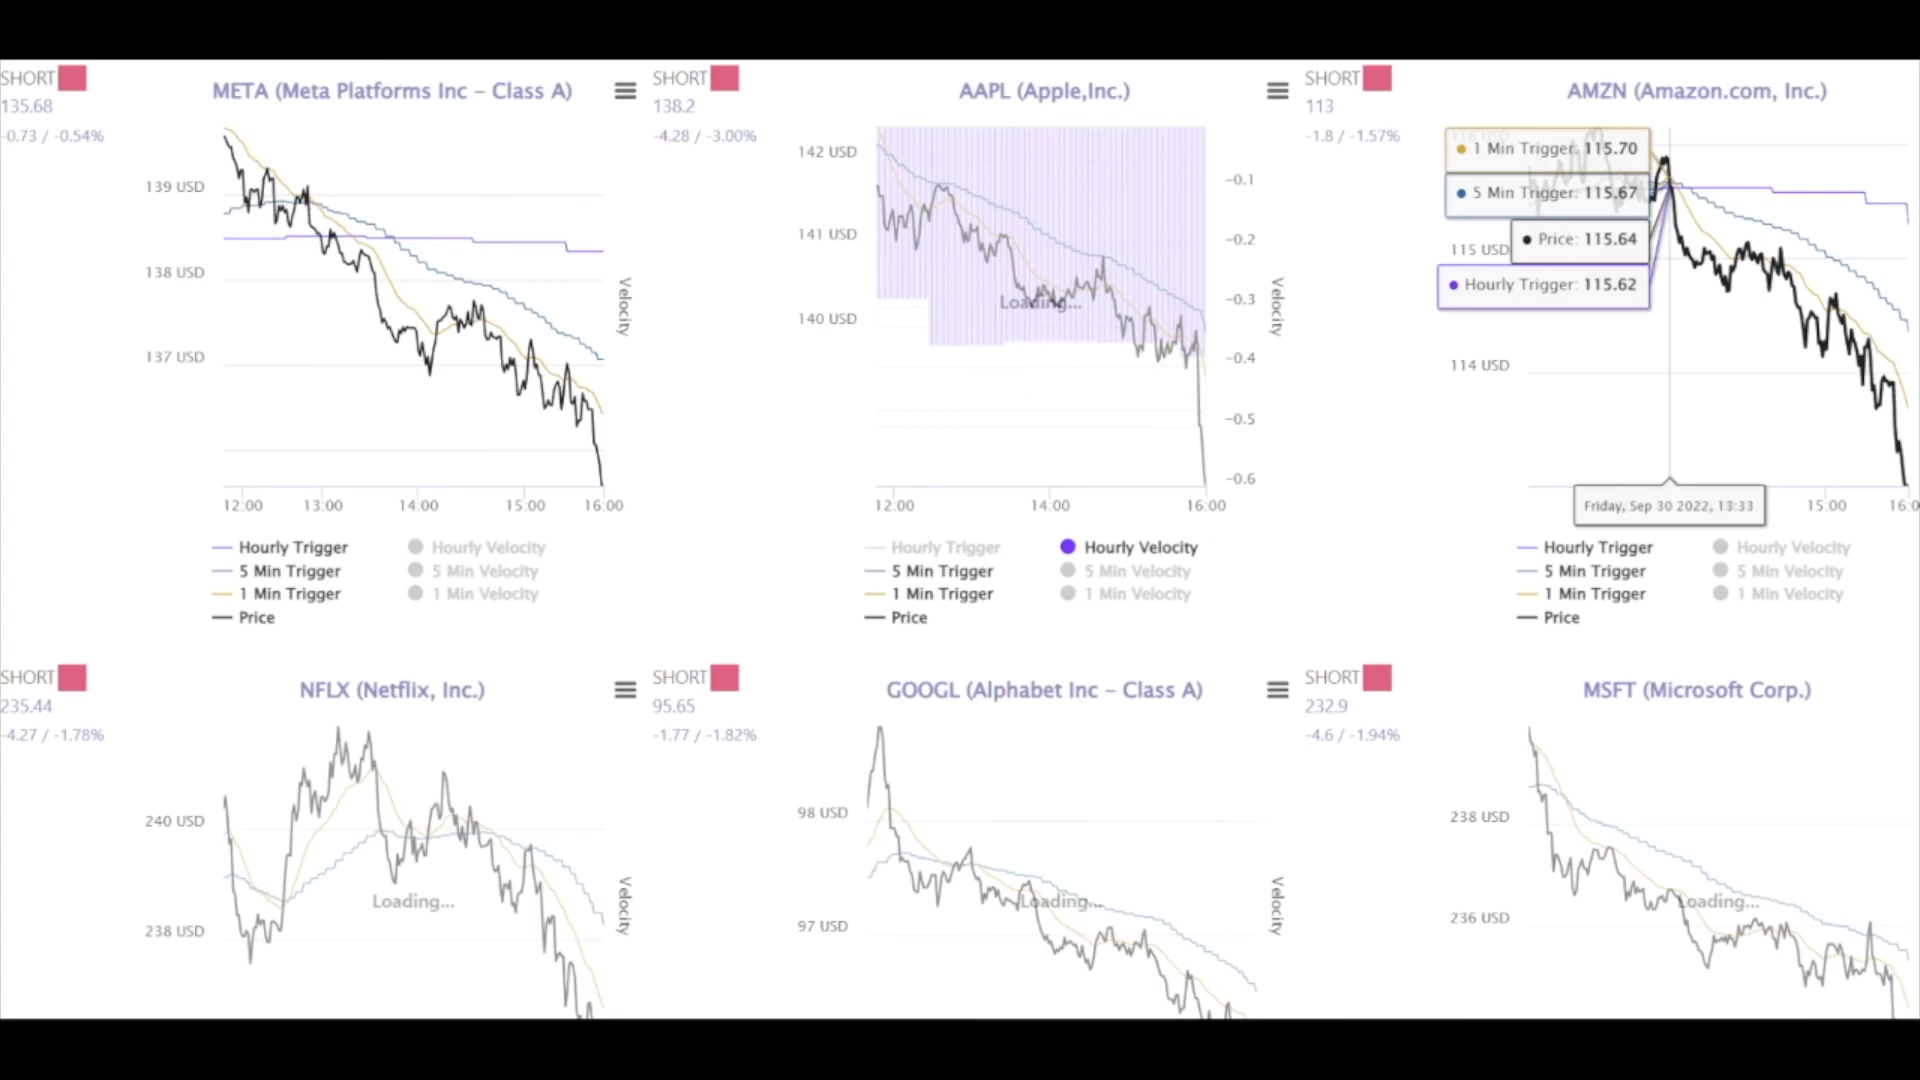 SHORT
135.68
-0.73 / -0.54%
META (Meta Platforms Inc - Class A)
139 USD
138 USD
137 USD
Velocity
12:00 13:00 14:00 15:00 16:00
Hourly Trigger Hourly Velocity
5 Min Trigger 5 Min Velocity
1 Min Trigger 1 Min Velocity
Price
SHORT
138.2
-4.28 / -3.00%
AAPL (Apple,Inc.)
142 USD
141 USD
140 USD
Loading...
-0.1
-0.2
-0.3
-0.4
-0.5
-0.6
Velocity
12:00 14:00 16:00
Hourly Trigger Hourly Velocity
5 Min Trigger 5 Min Velocity
1 Min Trigger 1 Min Velocity
Price
SHORT
113
-1.8 / -1.57%
AMZN (Amazon.com, Inc.)
116 USD
1 Min Trigger: 115.70
5 Min Trigger: 115.67
Price: 115.64
115 USD
Hourly Trigger: 115.62
114 USD
Friday, Sep 30 2022, 13:33
15:00 16:0
Hourly Trigger Hourly Velocity
5 Min Trigger 5 Min Velocity
1 Min Trigger 1 Min Velocity
Price
SHORT
235.44
-4.27 / -1.78%
NFLX (Netflix, Inc.)
240 USD
238 USD
Loading...
Velocity
SHORT
95.65
-1.77 / -1.82%
GOOGL (Alphabet Inc - Class A)
98 USD
97 USD
Loading...
Velocity
SHORT
232.9
-4.6 / -1.94%
MSFT (Microsoft Corp.)
238 USD
236 USD
Loading...